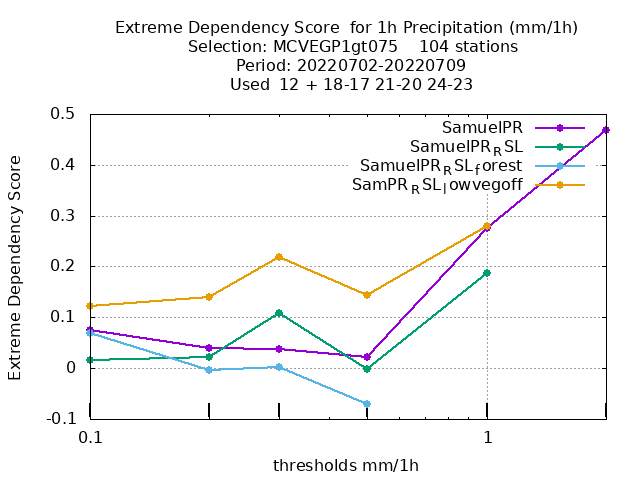 Extreme Dependency Score  for 1h Precipitation (mm/1h)
Selection: MCVEGP1gt075    104 stations
Period: 20220702-20220709
Used  12 + 18-17 21-20 24-23
SamuelPR
SamuelPR_RSL
SamuelPR_RSL_forest
SamPR_RSL_lowvegoff
Extreme Dependency Score
0.5
0.4
0.3
0.2
0.1
0
-0.1
0.1 1
thresholds mm/1h